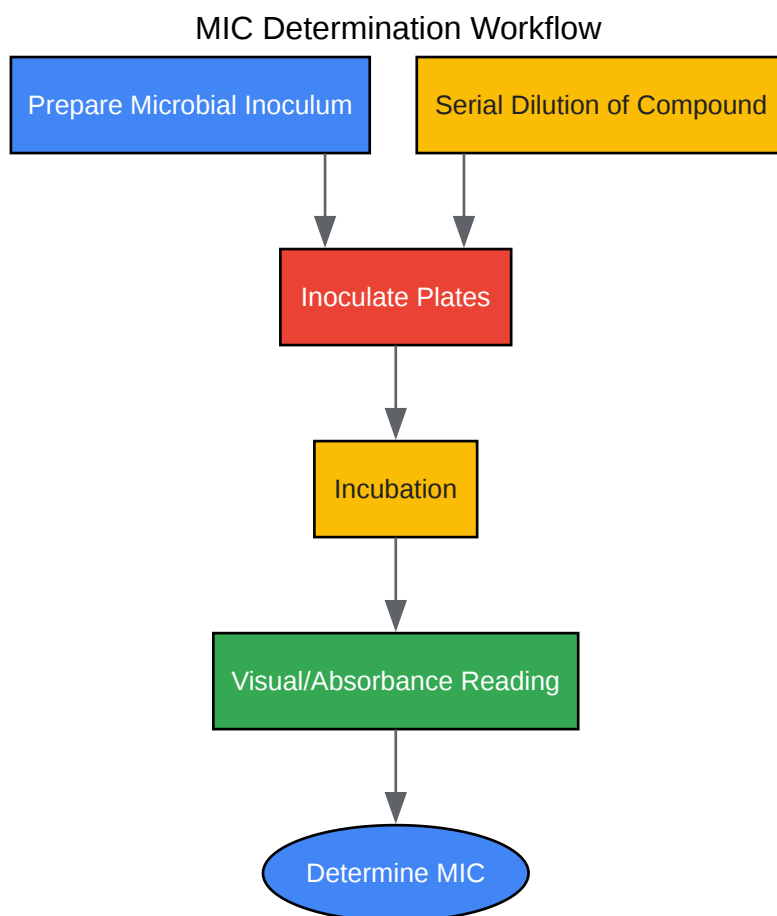 MIC Determination Workflow
Prepare Microbial Inoculum
Serial Dilution of Compound
Inoculate Plates
Incubation
Visual/Absorbance Reading
Determine MIC